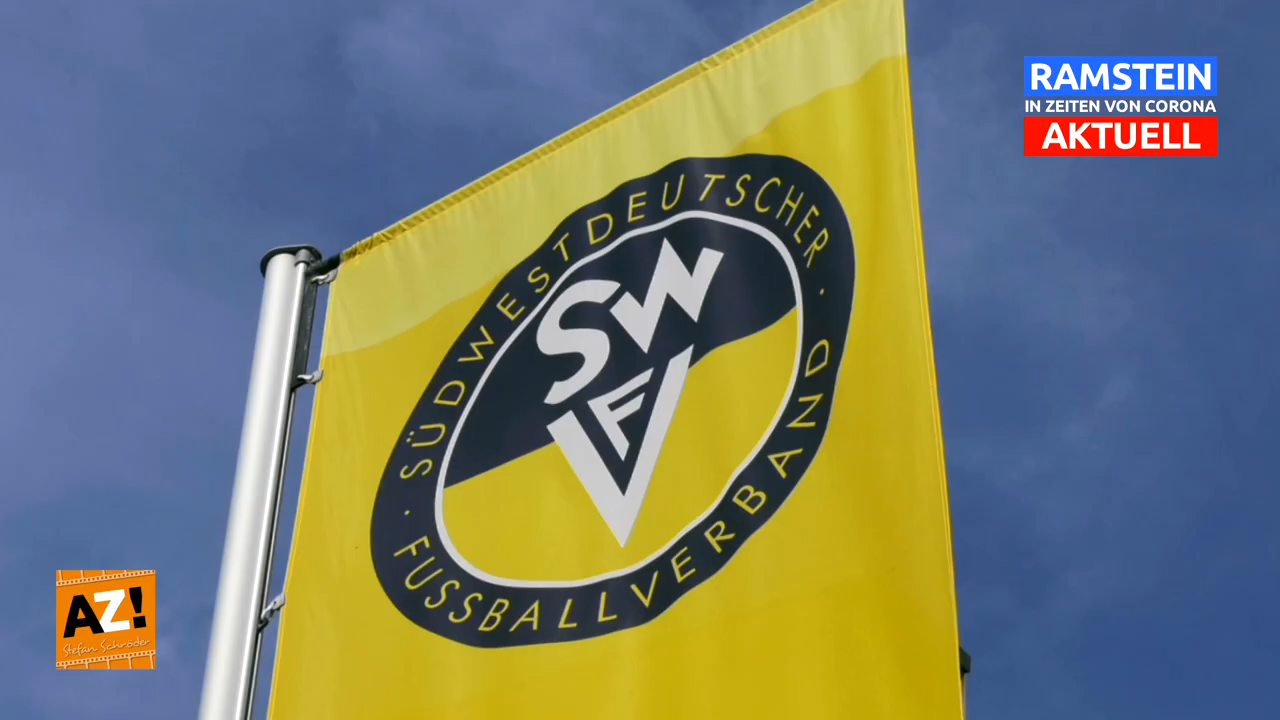 RAMSTEIN
IN ZEITEN VON CORONA
AKTUELL
· SÜDWESTDEUTSCHER ·
FUSSBALLVERBAND
SW
FV
AZ!
Stefan Schröder